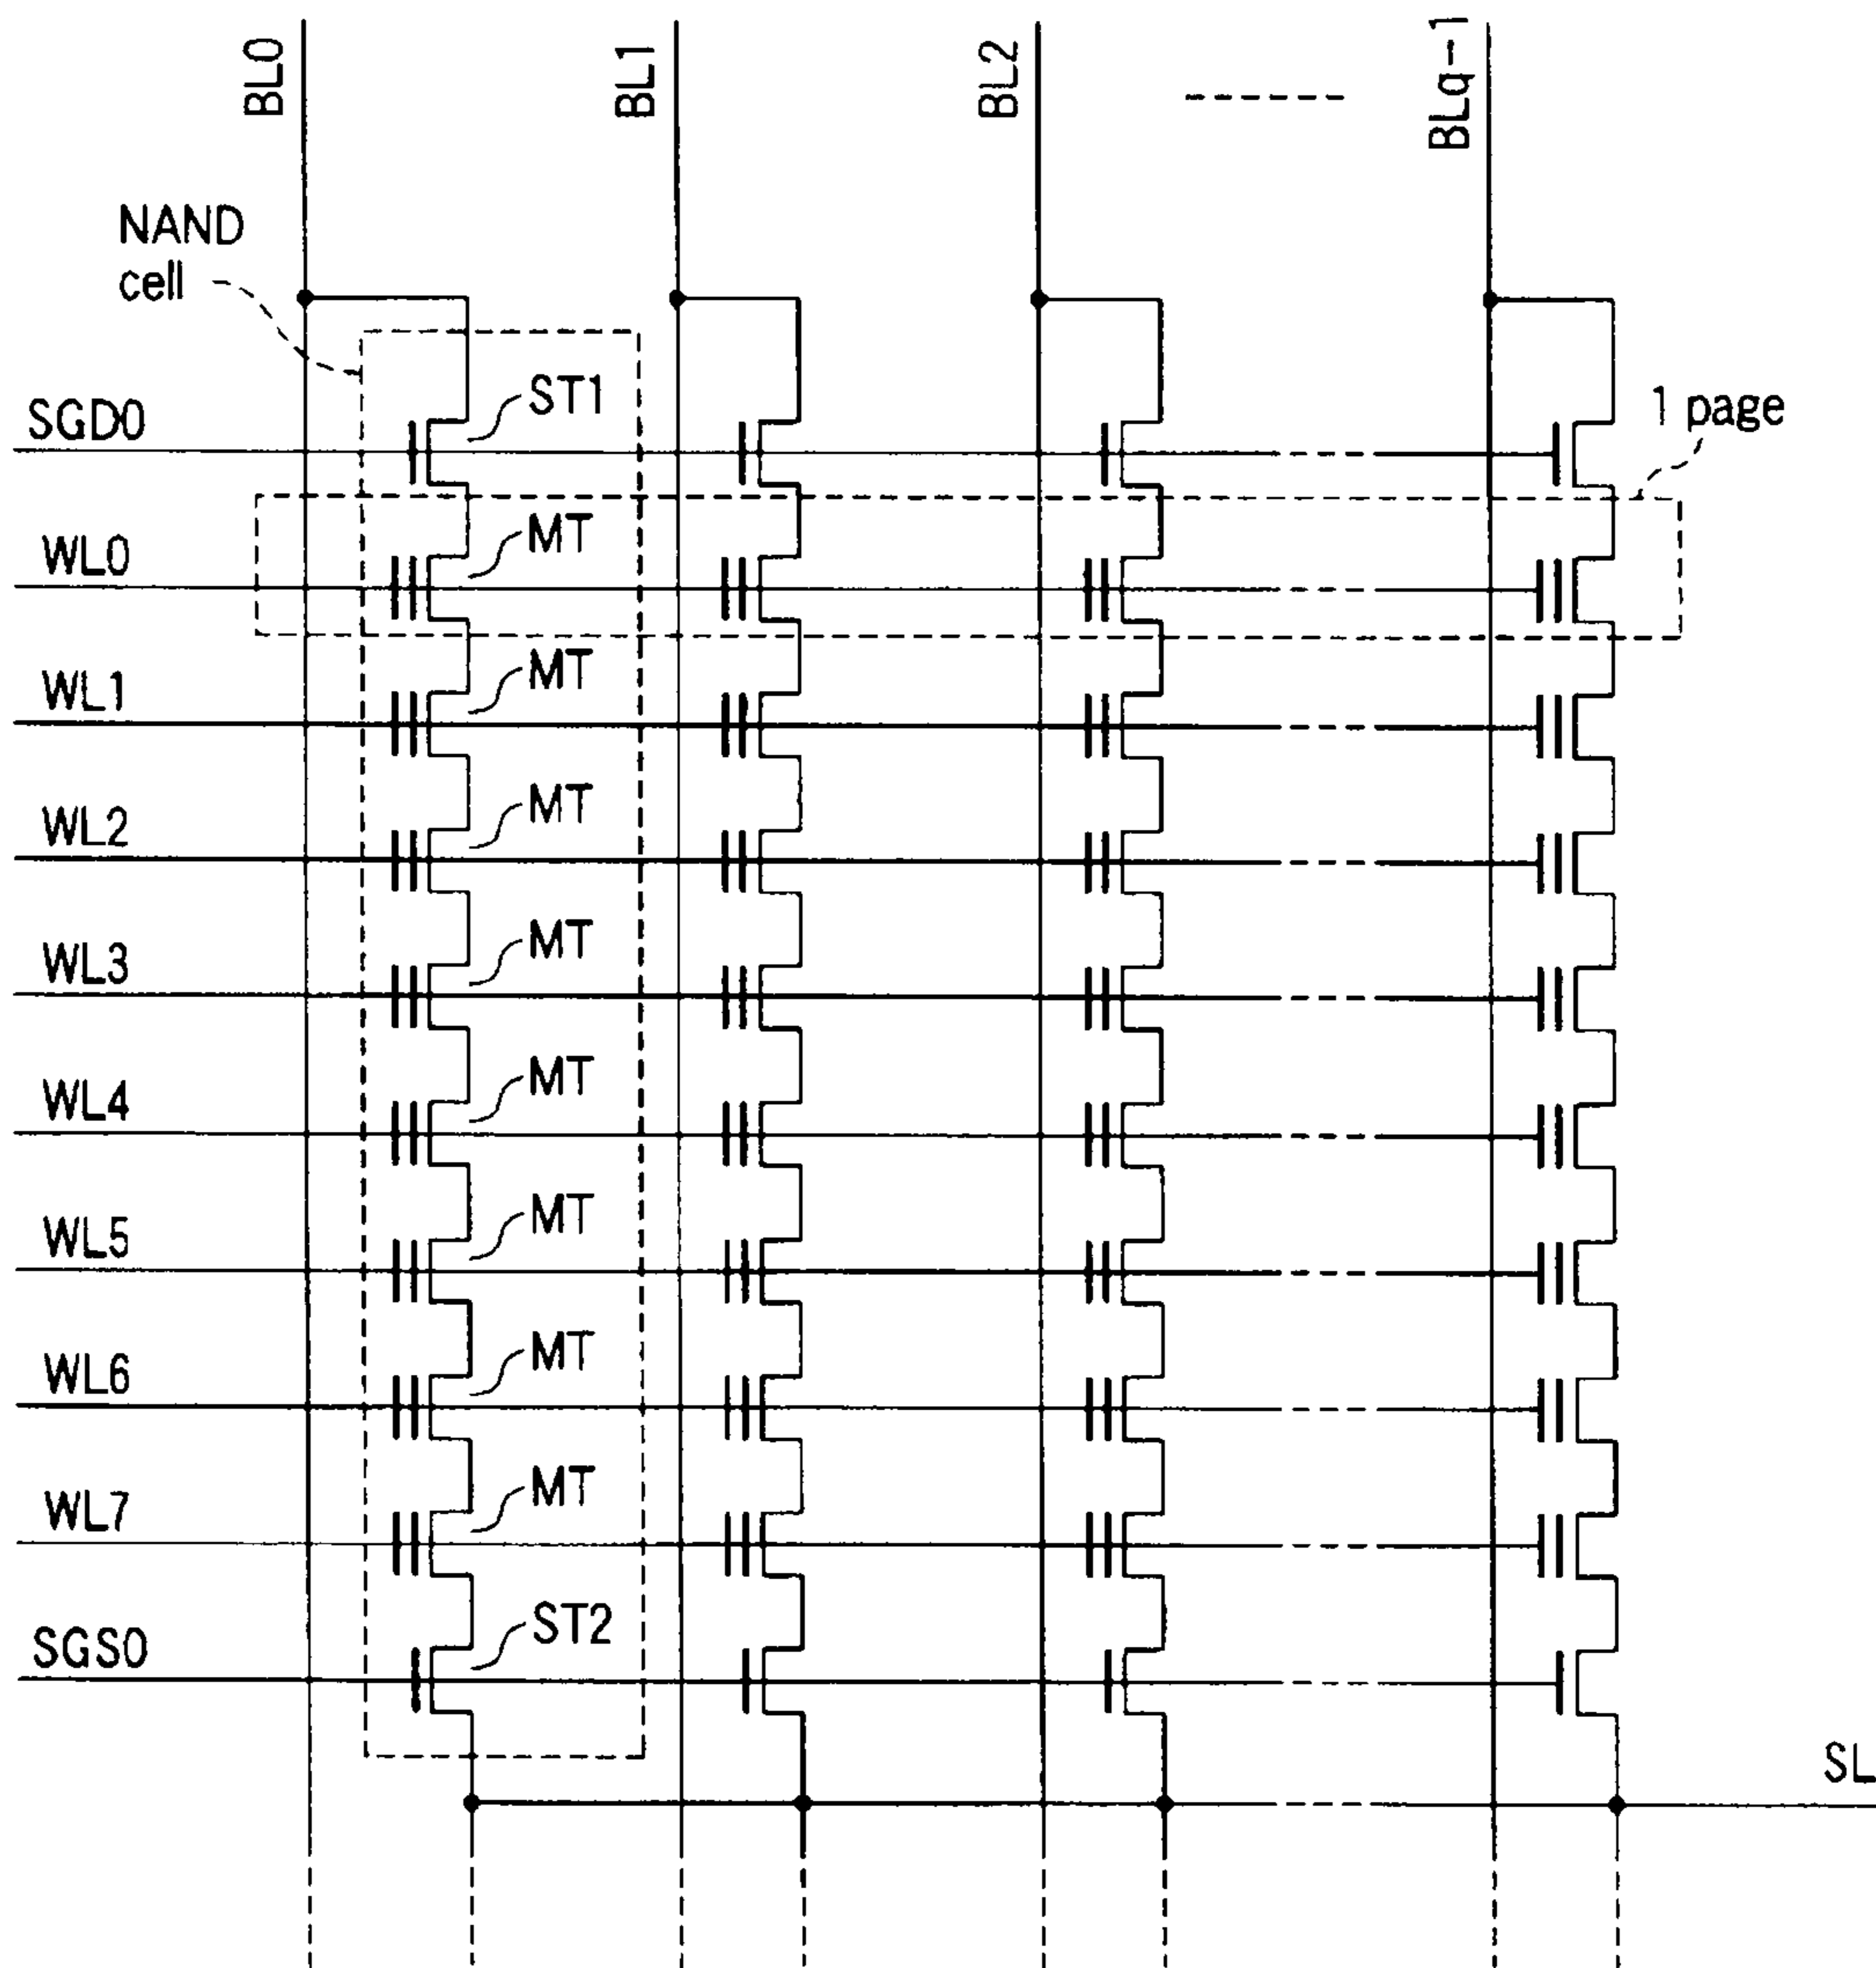 BL0
BL1
BL2
BLq-1
NAND
cell
ST1
SGD0
1 page
MT
WL0
MT
WL1
MT
WL2
MT
WL3
MT
WL4
MT
WL5
MT
WL6
MT
WL7
ST2
SGS0
SL